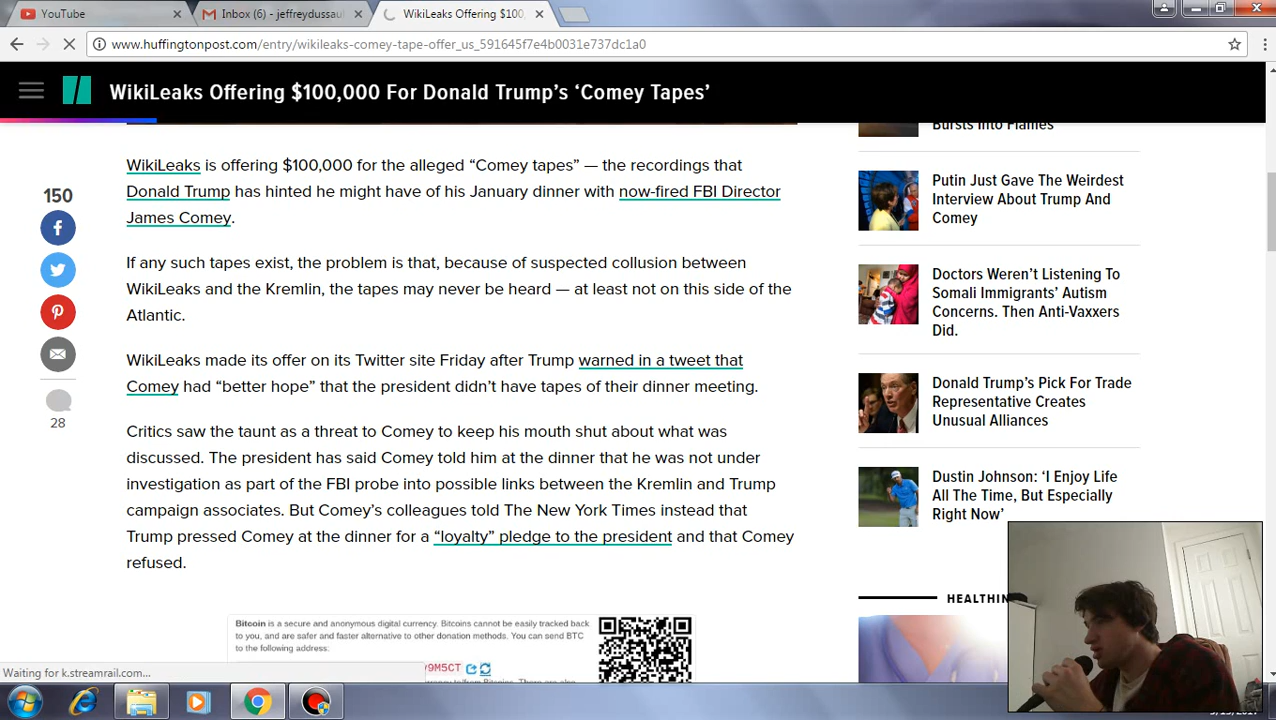 YouTube
Inbox (6) - jeffreydussau
WikiLeaks Offering $100,
www.huffingtonpost.com/entry/wikileaks-comey-tape-offer_us_591645f7e4b0031e737dc1a0
WikiLeaks Offering $100,000 For Donald Trump's 'Comey Tapes'
WikiLeaks is offering $100,000 for the alleged “Comey tapes” — the recordings that
Donald Trump has hinted he might have of his January dinner with now-fired FBI Director
James Comey.
If any such tapes exist, the problem is that, because of suspected collusion between
WikiLeaks and the Kremlin, the tapes may never be heard — at least not on this side of the
Atlantic.
WikiLeaks made its offer on its Twitter site Friday after Trump warned in a tweet that
Comey had “better hope” that the president didn't have tapes of their dinner meeting.
Critics saw the taunt as a threat to Comey to keep his mouth shut about what was
discussed. The president has said Comey told him at the dinner that he was not under
investigation as part of the FBI probe into possible links between the Kremlin and Trump
campaign associates. But Comey's colleagues told The New York Times instead that
Trump pressed Comey at the dinner for a “loyalty” pledge to the president and that Comey
refused.
150
28
Bitcoin is a secure and anonymous digital currency. Bitcoins cannot be easily tracked back
to you, and are safer and faster alternative to other donation methods. You can send BTC
to the following address:
v9M5CT
Bursts Into Flames
Putin Just Gave The Weirdest
Interview About Trump And
Comey
Doctors Weren't Listening To
Somali Immigrants' Autism
Concerns. Then Anti-Vaxxers
Did.
Donald Trump's Pick For Trade
Representative Creates
Unusual Alliances
Dustin Johnson: 'I Enjoy Life
All The Time, But Especially
Right Now'
HEALTHIN
Waiting for k.streamrail.com...